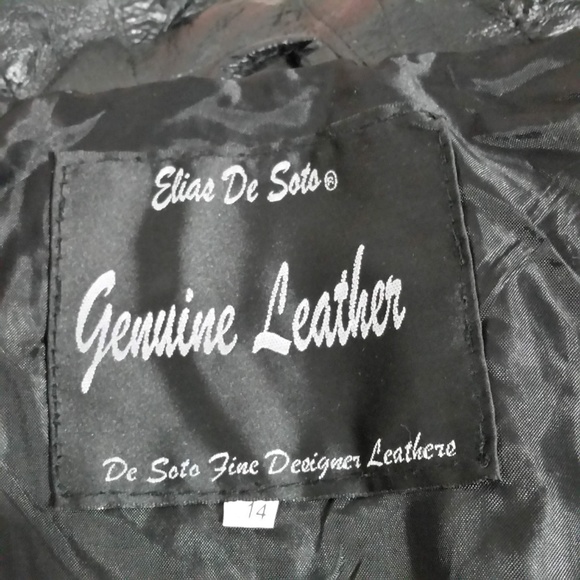 Elias De Soto®
Genuine Leather
De Soto Fine Designer Leathers
14